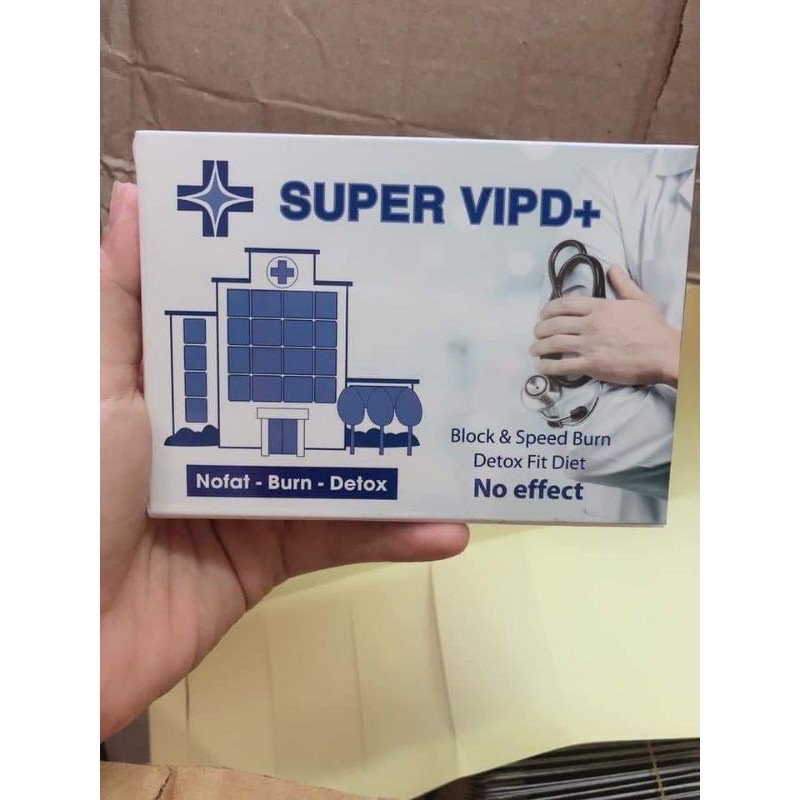 SUPER VIPD+
Nofat - Burn - Detox
Block & Speed Burn
Detox Fit Diet
No effect